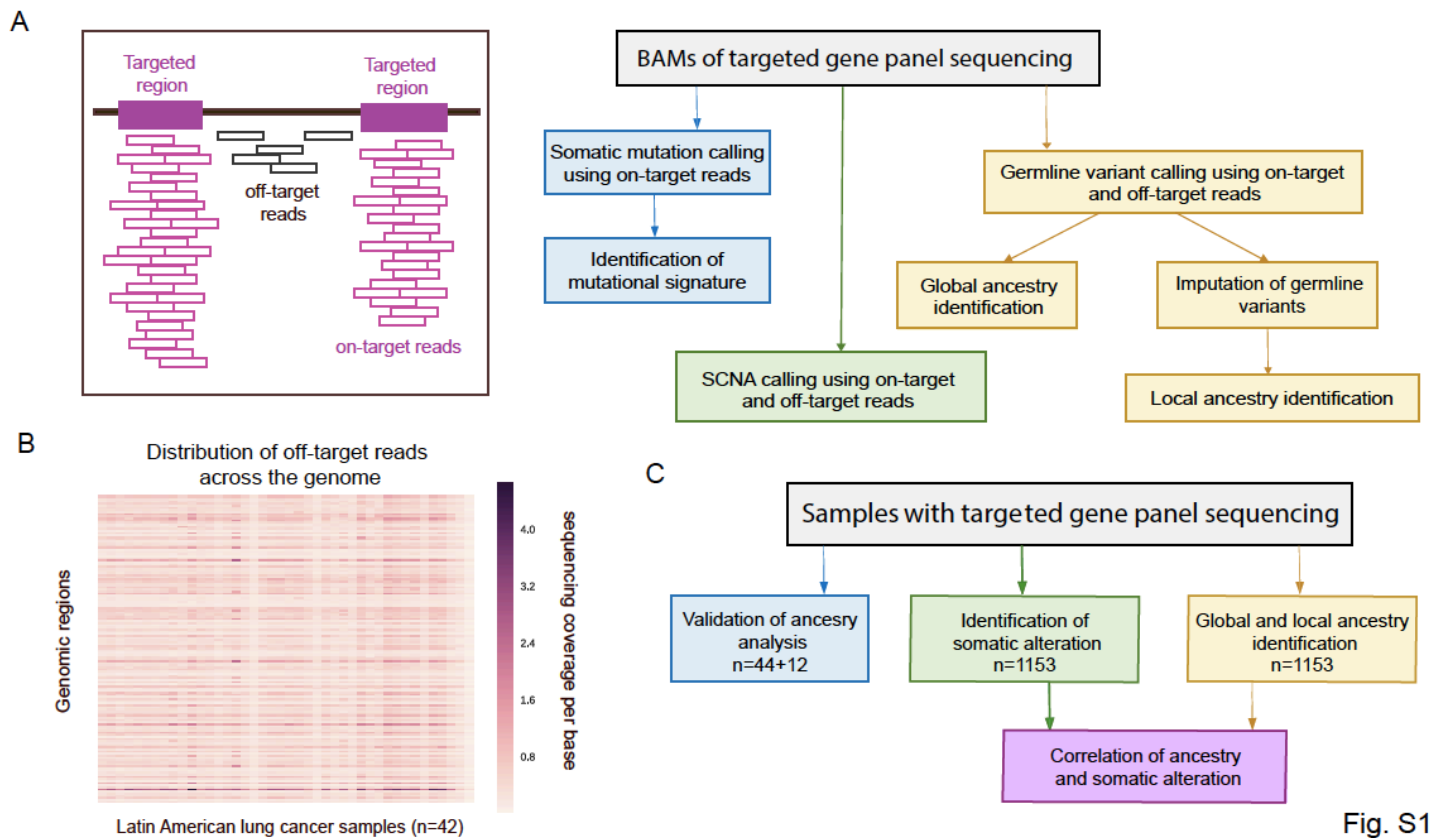 A
Targeted
region
Targeted
region
off-target
reads
on-target reads
BAMs of targeted gene panel sequencing
Somatic mutation calling
using on-target reads
Identification of
mutational signature
Germline variant calling using on-target
and off-target reads
Global ancestry
identification
Imputation of germline
variants
SCNA calling using on-target
and off-target reads
Local ancestry identification
B
Distribution of off-target reads
across the genome
Genomic regions
4.0
3.2
2.4
1.6
0.8
sequencing coverage per base
Latin American lung cancer samples (n=42)
C
Samples with targeted gene panel sequencing
Validation of ancesry
analysis
n=44+12
Identification of
somatic alteration
n=1153
Global and local ancestry
identification
n=1153
Correlation of ancestry
and somatic alteration
Fig. S1